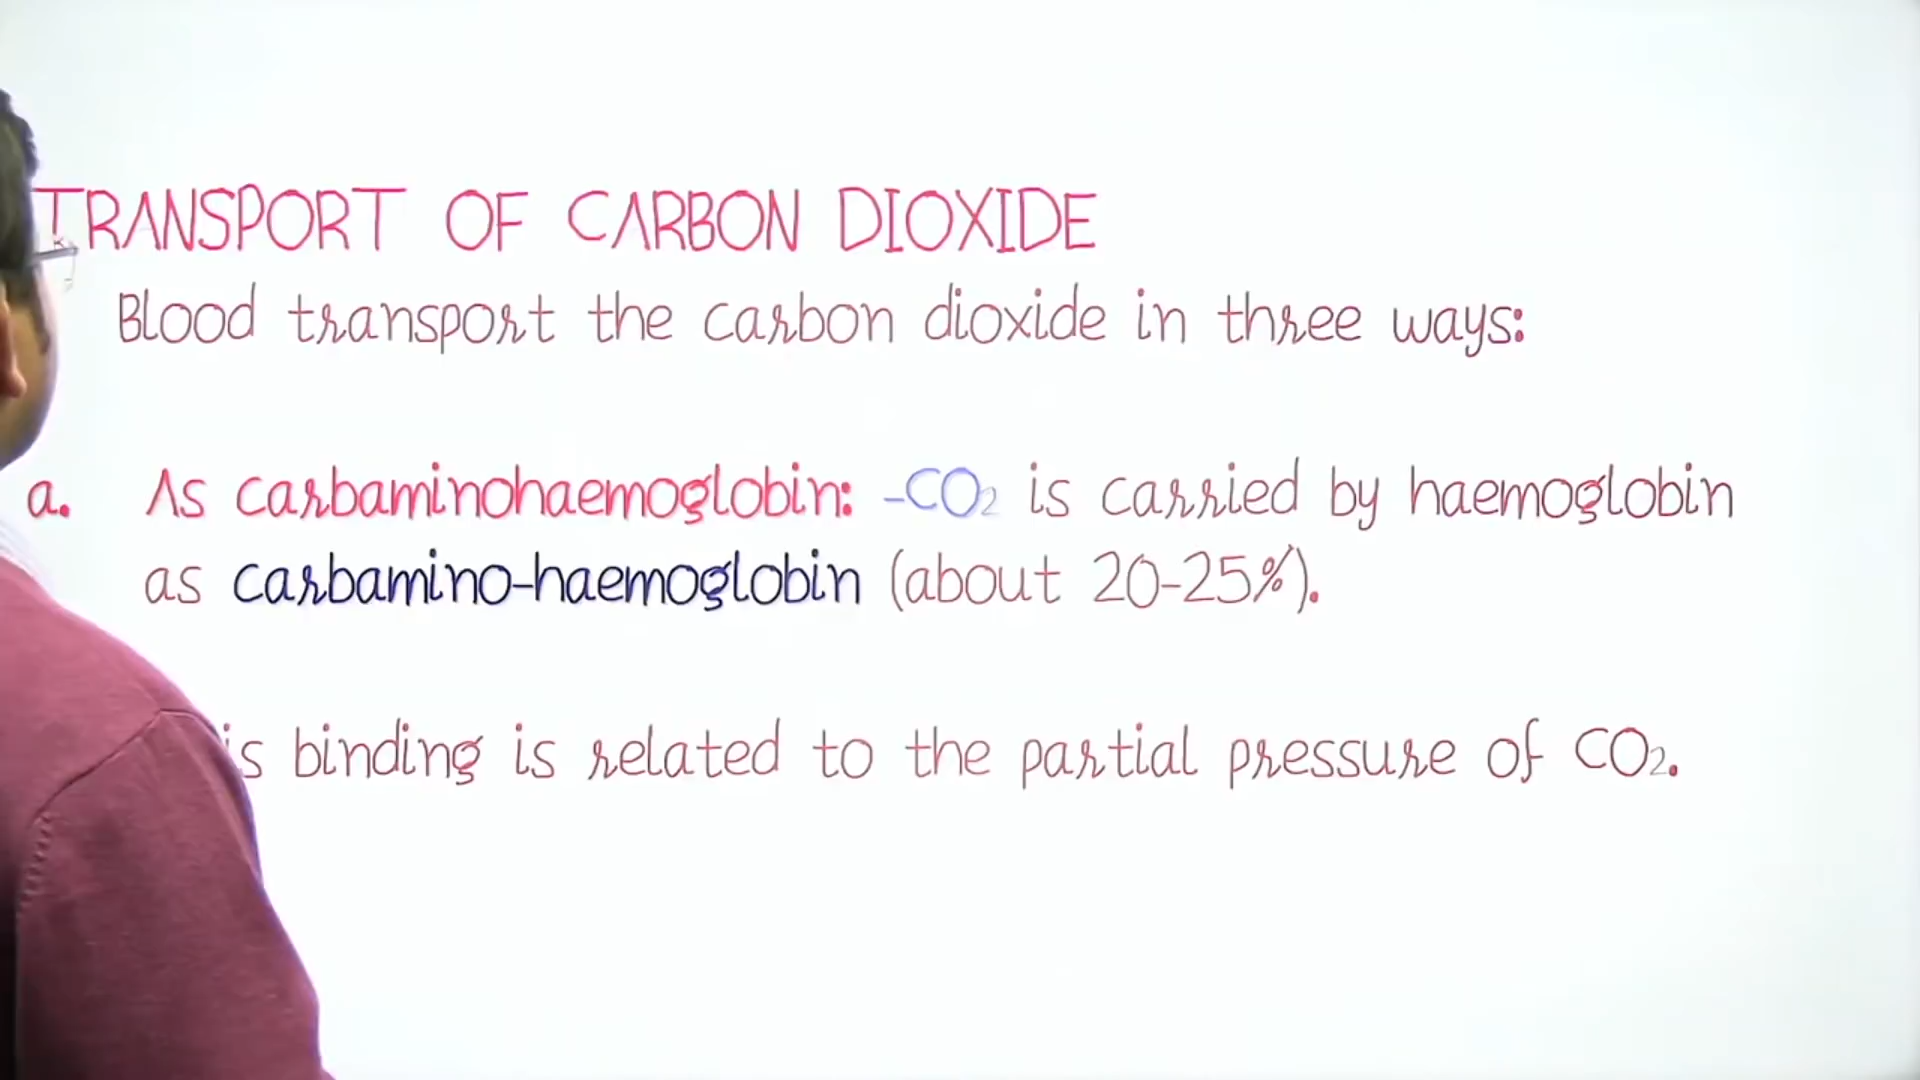 TRANSPORT OF CARBON DIOXIDE
Blood transport the carbon dioxide in three ways:
a. As carbaminohaemoglobin: -CO₂ is carried by haemoglobin
as carbamino-haemoglobin (about 20-25%).
is binding is related to the partial pressure of CO₂.